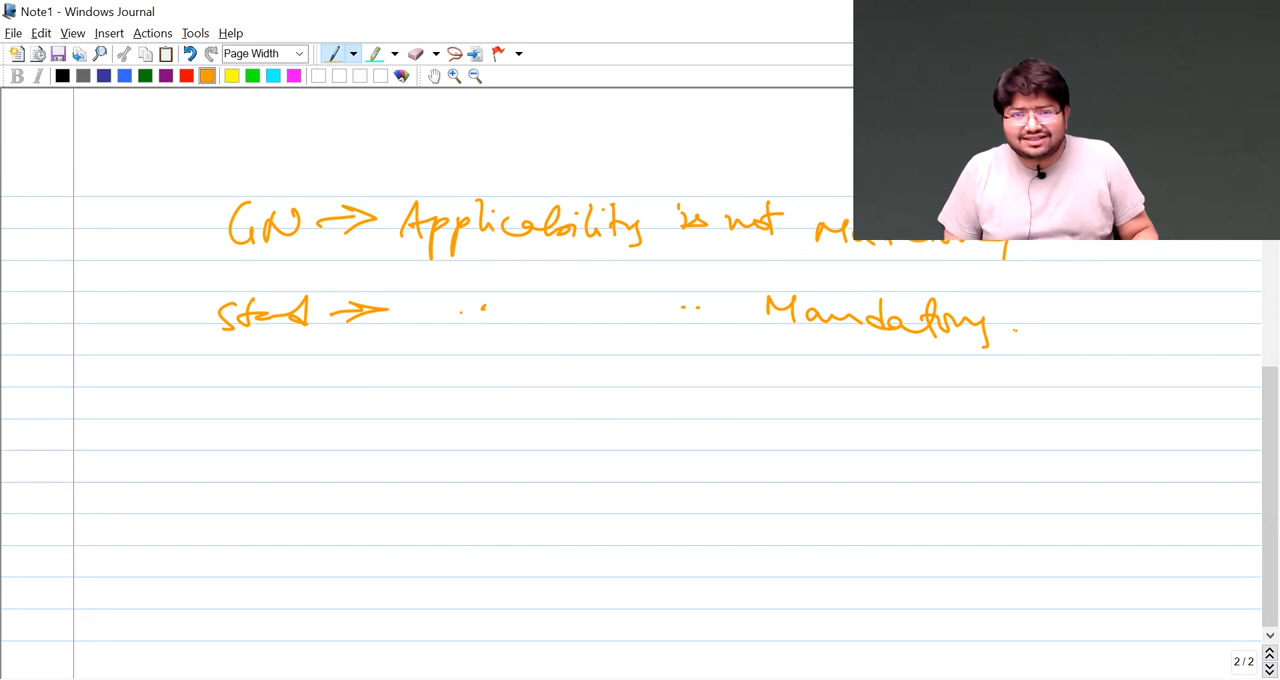 Note1 - Windows Journal
File Edit View Insert Actions Tools Help
Page Width
B I
GN → Applicability is not
Stand → " " Mandatory.
2 / 2